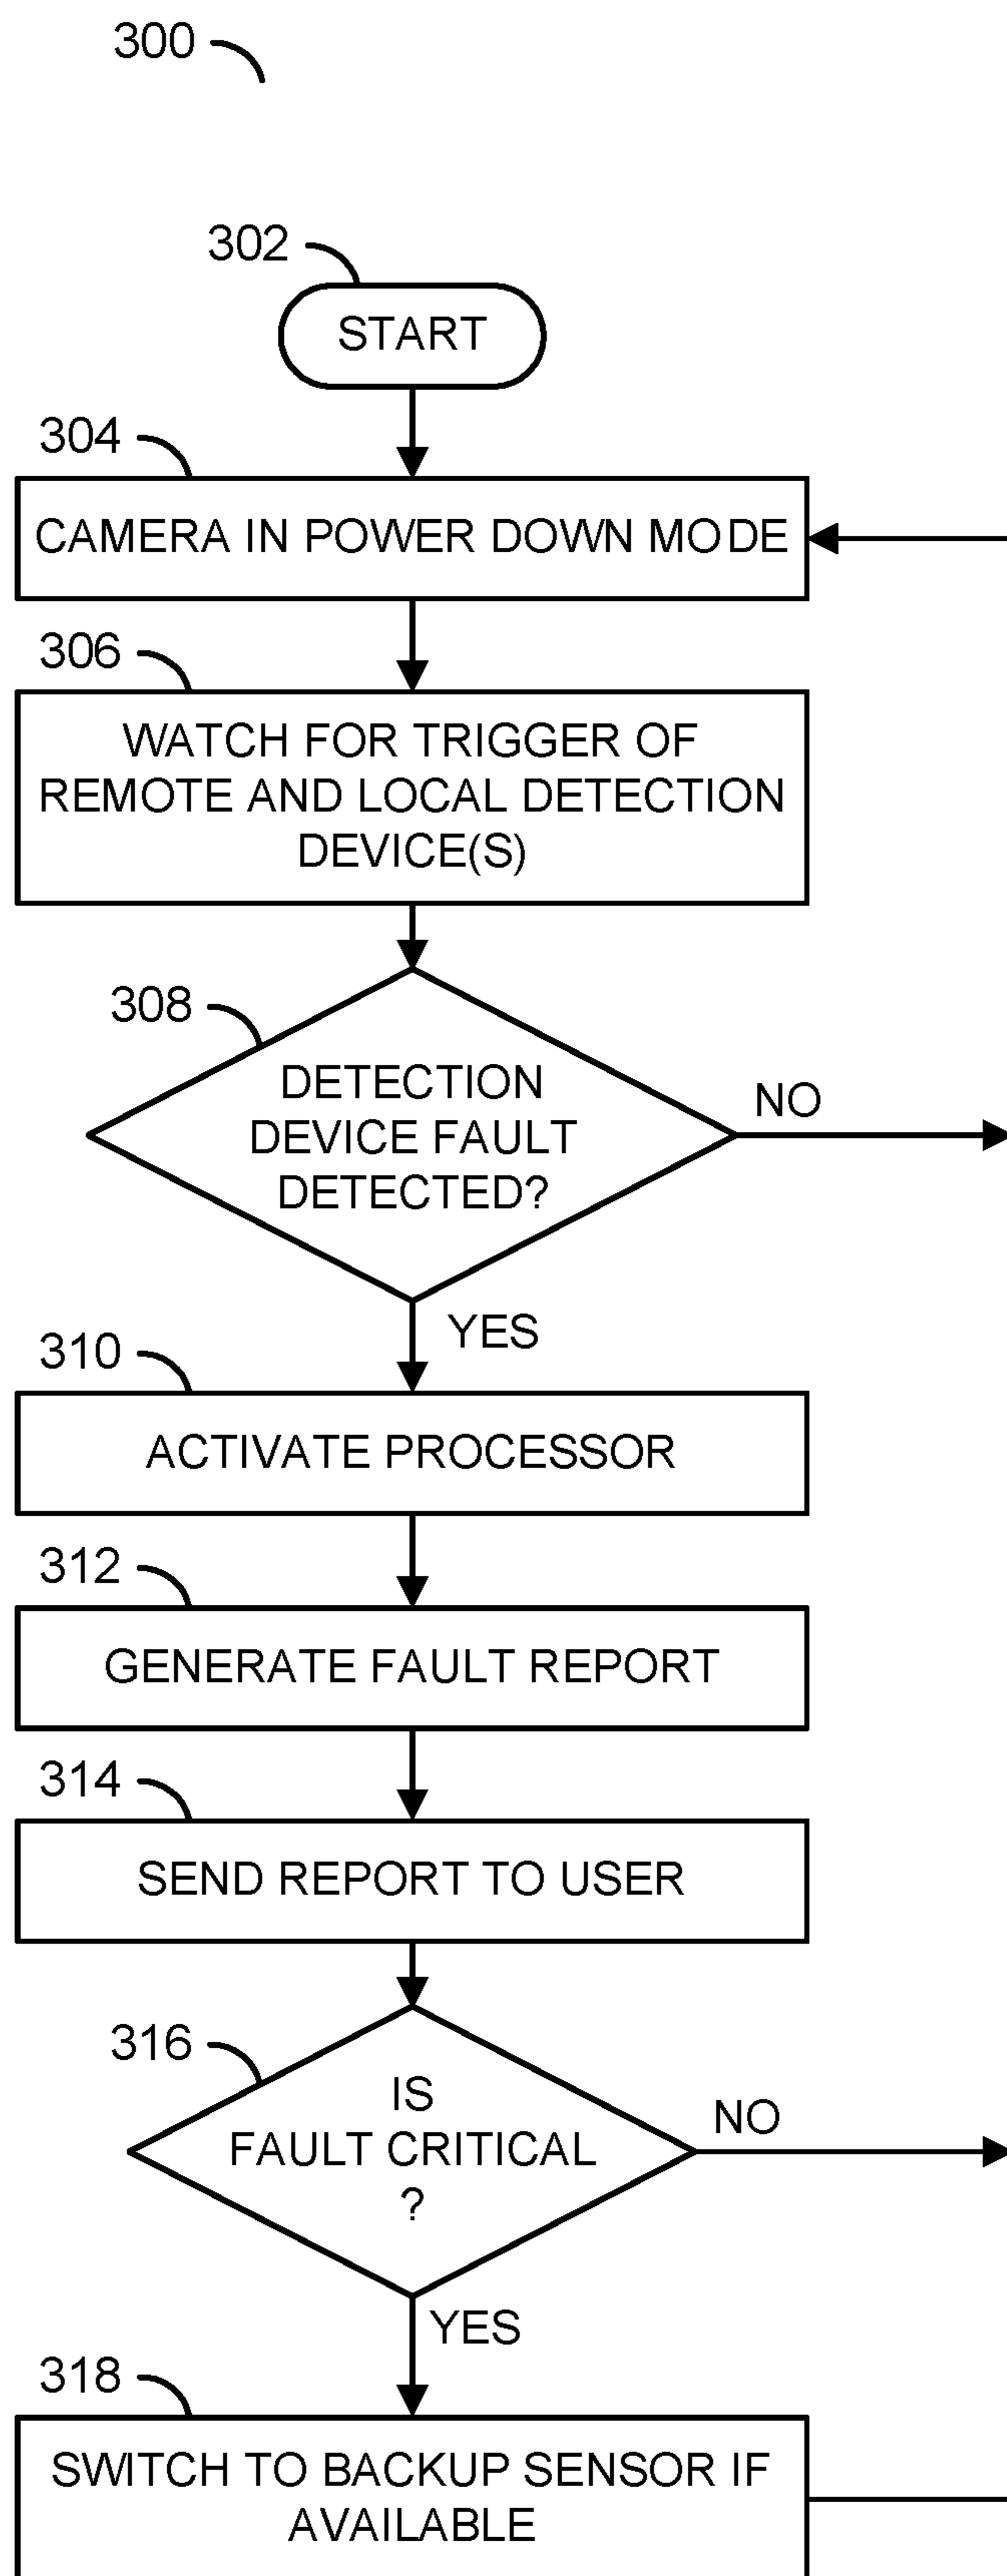 300
302
START
304
CAMERA IN POWER DOWN MODE
306
WATCH FOR TRIGGER OF
REMOTE AND LOCAL DETECTION
DEVICE(S)
308
DETECTION
DEVICE FAULT
DETECTED?
NO
YES
310
ACTIVATE PROCESSOR
312
GENERATE FAULT REPORT
314
SEND REPORT TO USER
316
IS
FAULT CRITICAL
?
NO
YES
318
SWITCH TO BACKUP SENSOR IF
AVAILABLE